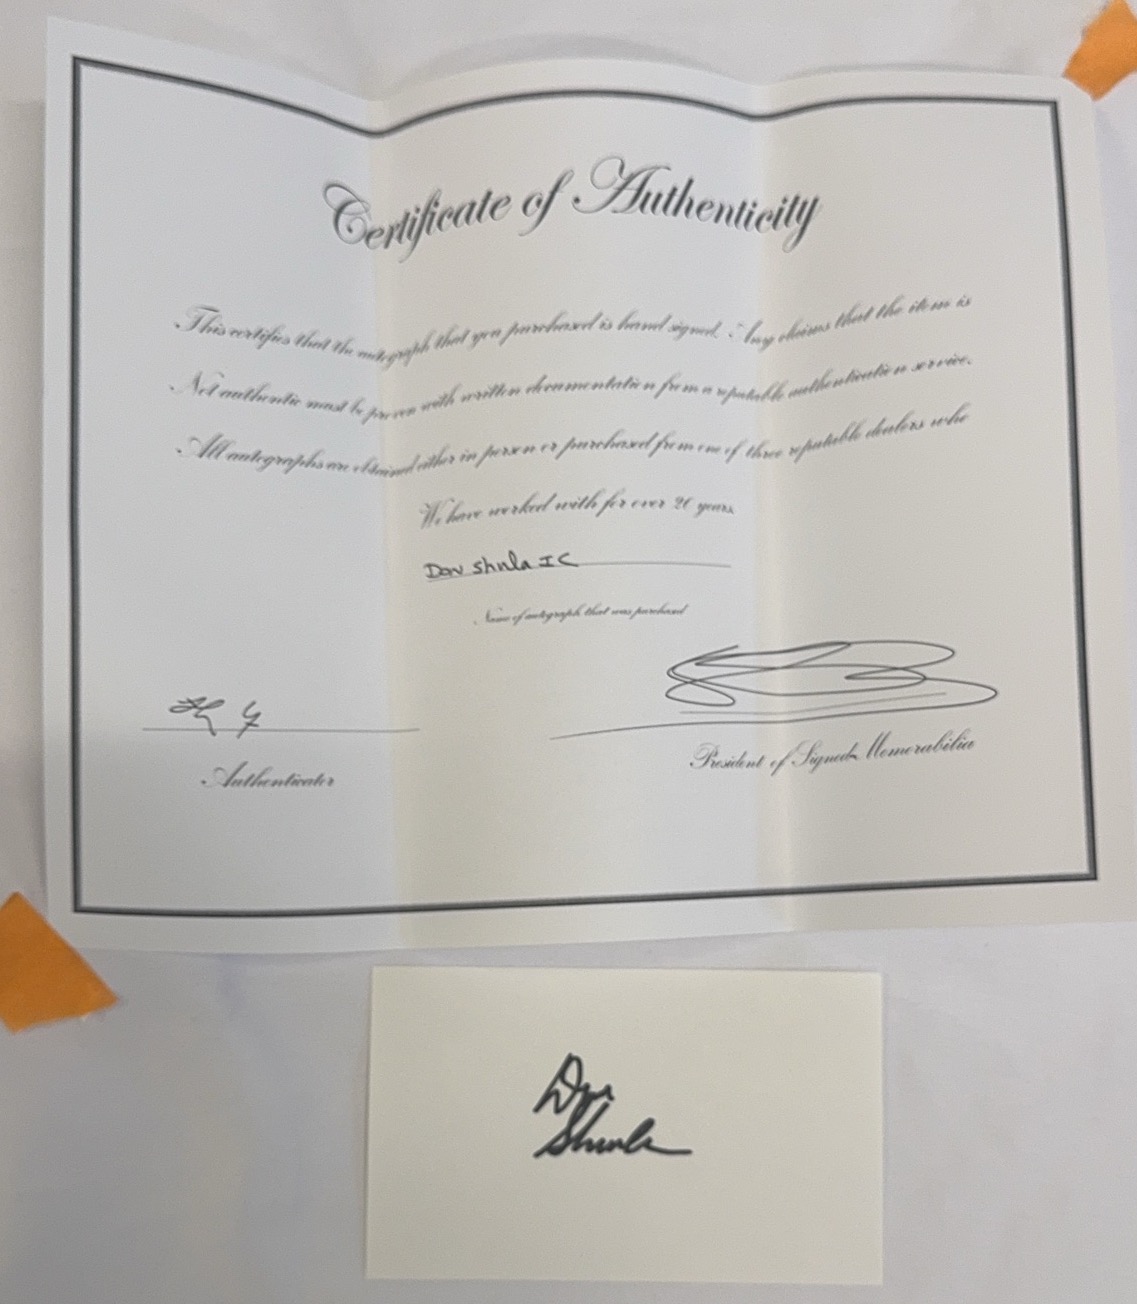 Certificate of Authenticity
This certifies that the autograph that you purchased is hand signed. Any claims that the item is
Not authentic must be proven with written documentation from a reputable authentication service.
All autographs are obtained either in person or purchased from one of three reputable dealers who
We have worked with for over 20 years
Don Shula IC
Name of autograph that was purchased
Authenticator
President of Signed Memorabilia
Don
Shula